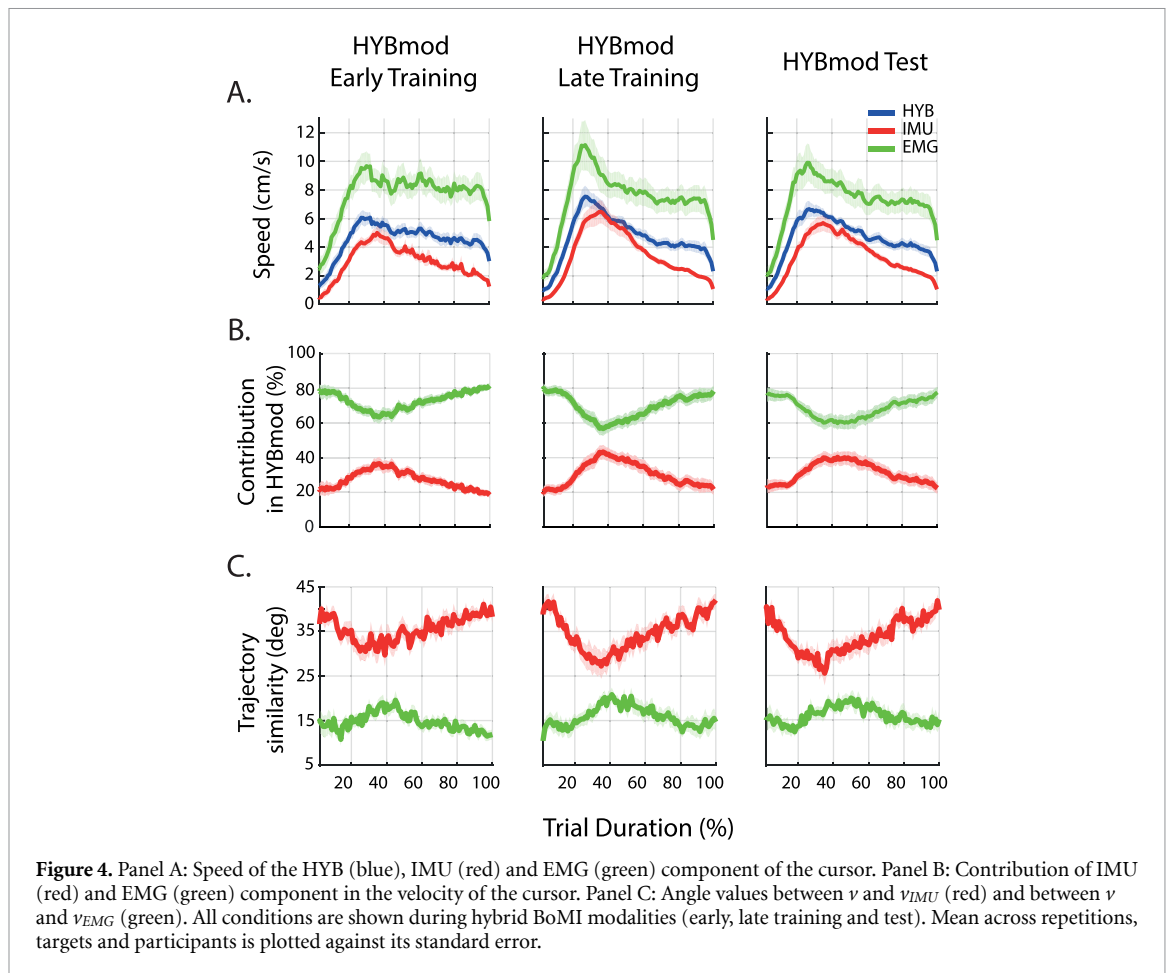 HYBmod
Early Training
HYBmod
Late Training
HYBmod Test
A.
HYB
IMU
EMG
Speed (cm/s)
12
10
8
6
4
2
0
B.
Contribution
in HYBmod (%)
100
80
60
40
20
0
C.
Trajectory
similarity (deg)
45
35
25
15
5
20 40 60 80 100
20 40 60 80 100
20 40 60 80 100
Trial Duration (%)
Figure 4. Panel A: Speed of the HYB (blue), IMU (red) and EMG (green) component of the cursor. Panel B: Contribution of IMU
(red) and EMG (green) component in the velocity of the cursor. Panel C: Angle values between v and vIMU (red) and between v
and vEMG (green). All conditions are shown during hybrid BoMI modalities (early, late training and test). Mean across repetitions,
targets and participants is plotted against its standard error.